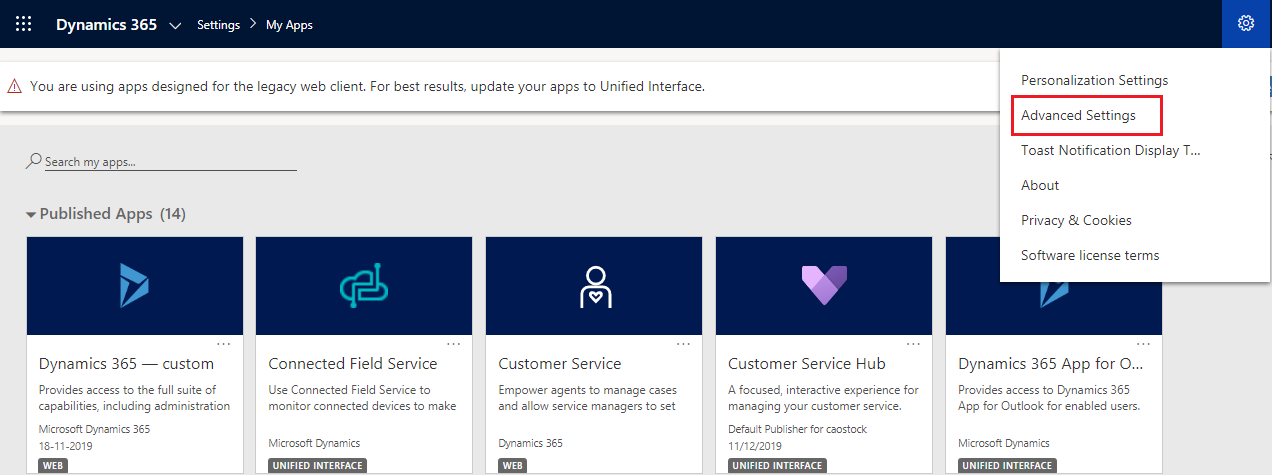 Dynamics 365 Settings > My Apps
You are using apps designed for the legacy web client. For best results, update your apps to Unified Interface.
Personalization Settings
Advanced Settings
Toast Notification Display T...
About
Privacy & Cookies
Software license terms
Search my apps...
Published Apps (14)
Dynamics 365 — custom
Provides access to the full suite of
capabilities, including administration
Microsoft Dynamics 365
18-11-2019
WEB
Connected Field Service
Use Connected Field Service to
monitor connected devices to make
Microsoft Dynamics
UNIFIED INTERFACE
Customer Service
Empower agents to manage cases
and allow service managers to set
Dynamics 365
WEB
Customer Service Hub
A focused, interactive experience for
managing your customer service.
Default Publisher for caostock
11/12/2019
UNIFIED INTERFACE
Dynamics 365 App for O...
Provides access to Dynamics 365
App for Outlook for enabled users.
Microsoft Dynamics
UNIFIED INTERFACE